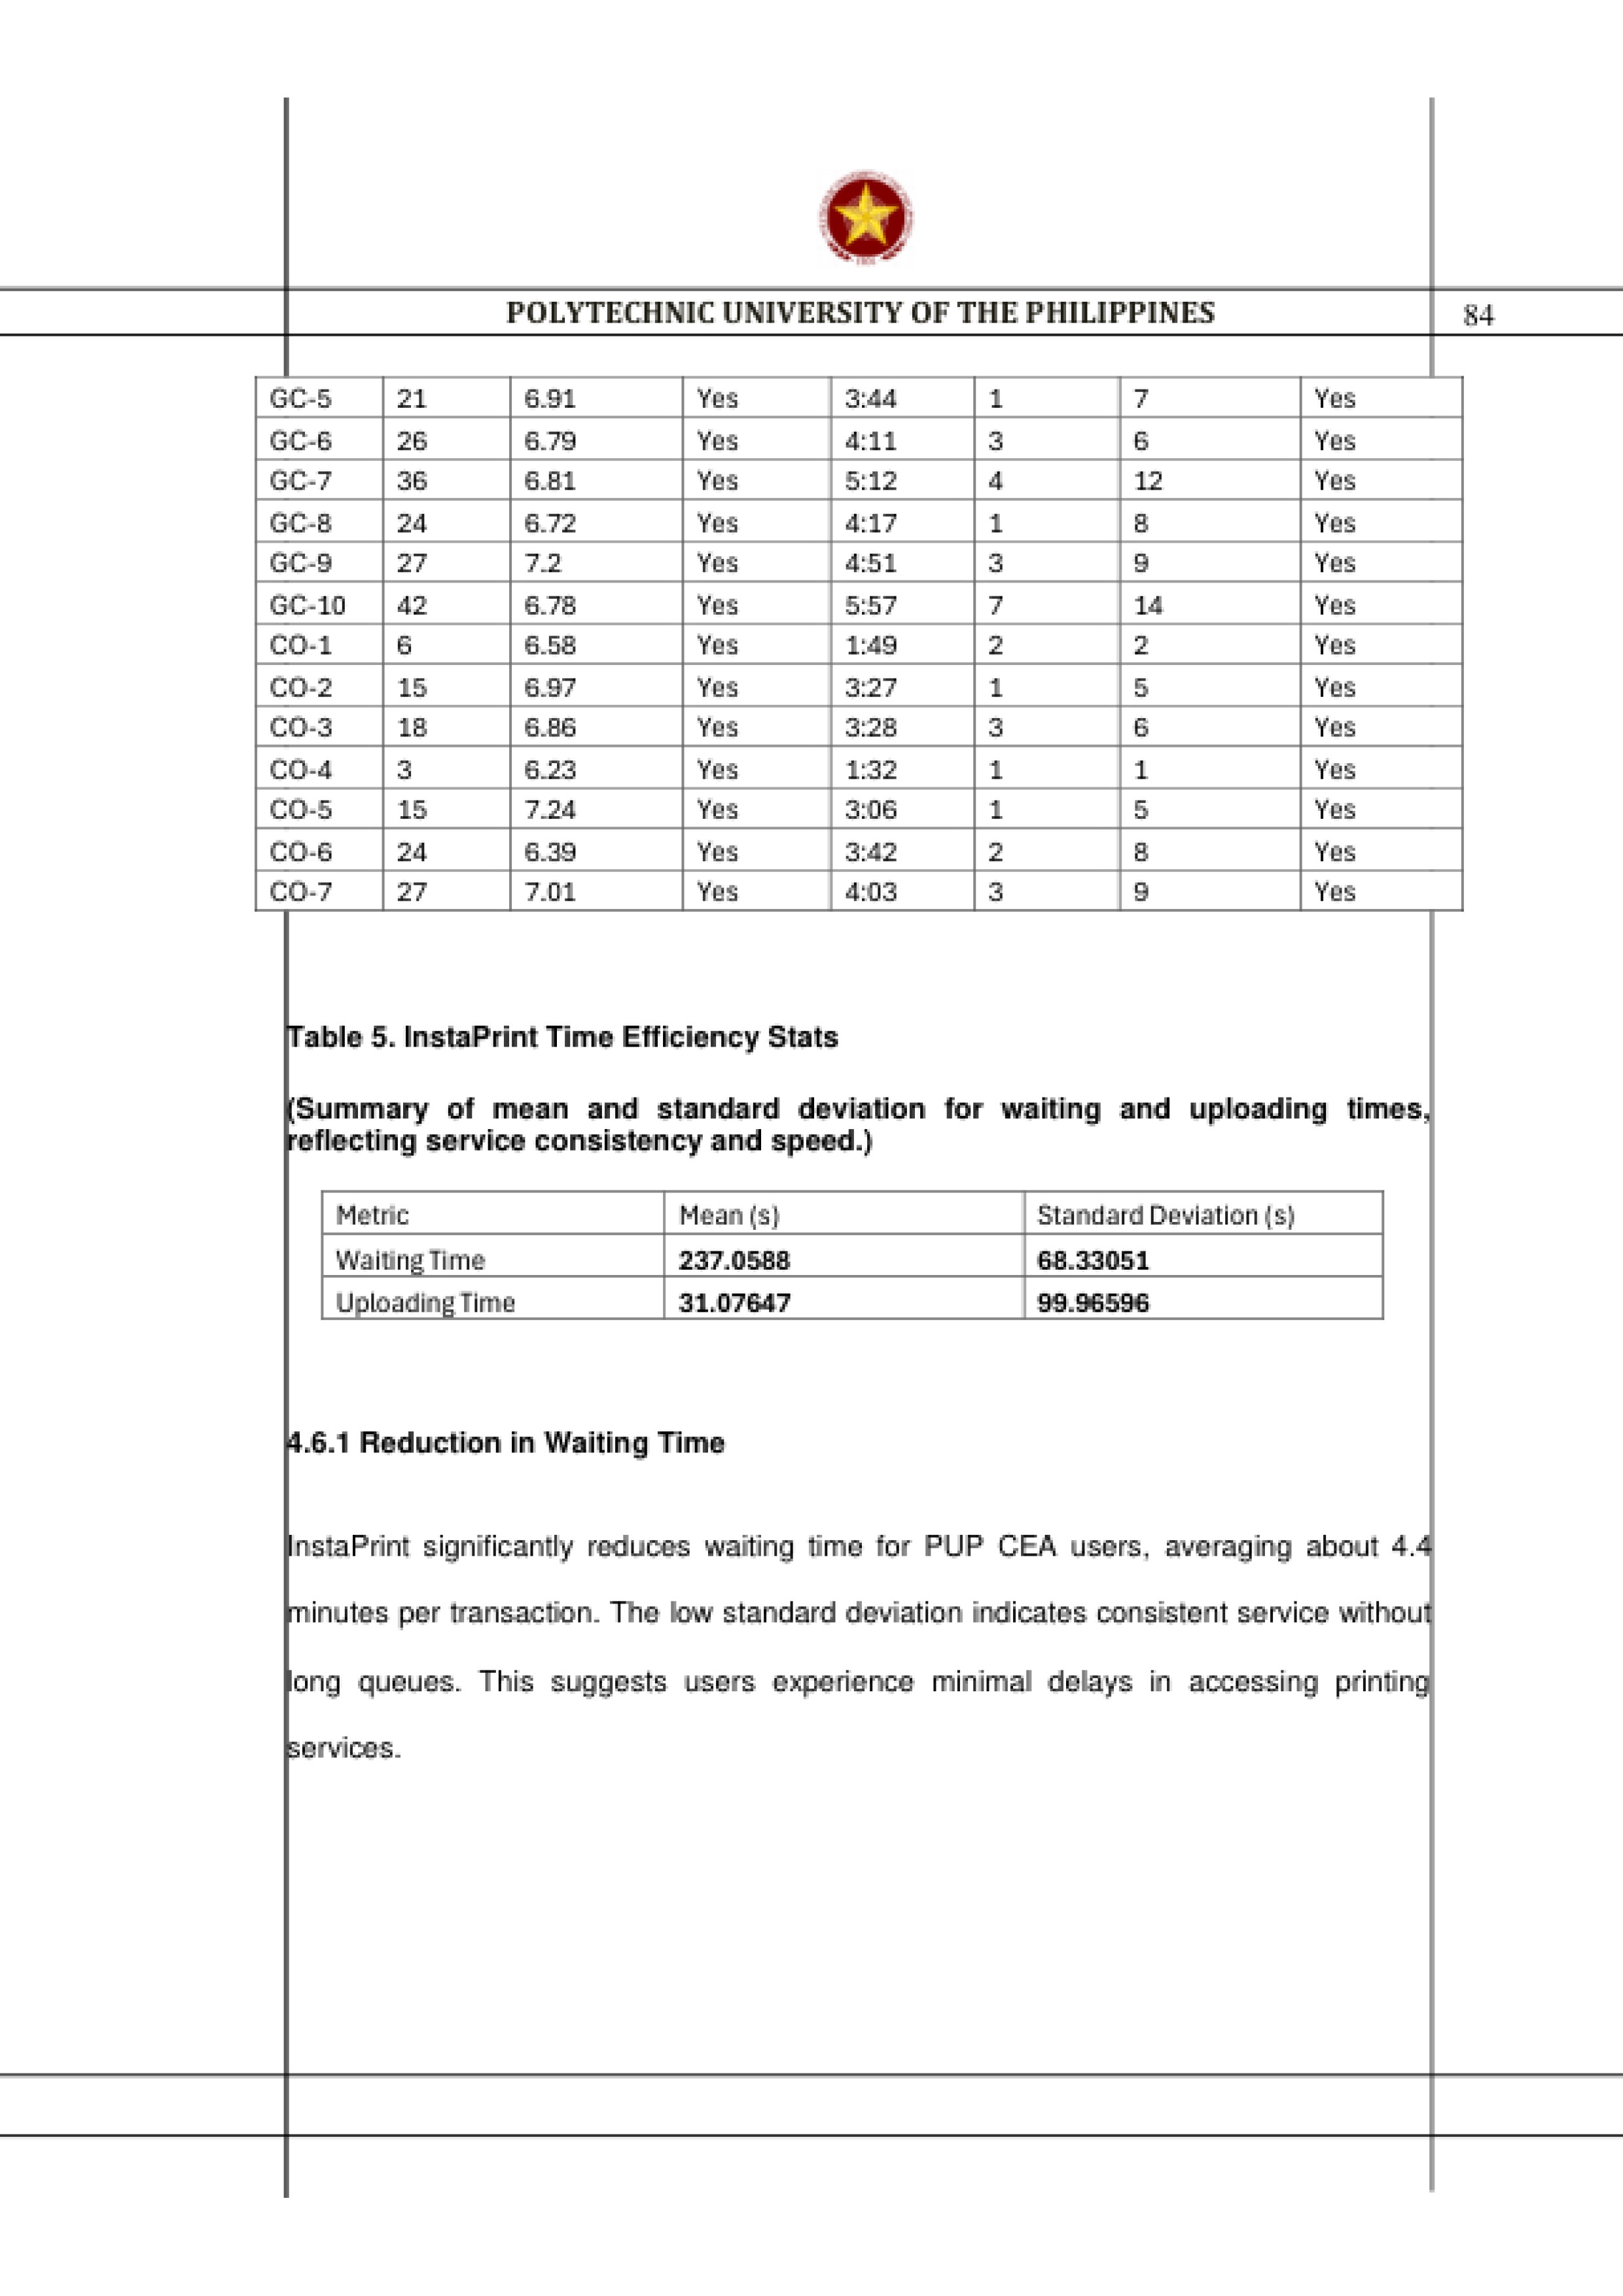 POLYTECHNIC UNIVERSITY OF THE PHILIPPINES 84
GC-5 21 6.91 Yes 3:44 1 7 Yes
GC-6 26 6.79 Yes 4:11 3 6 Yes
GC-7 36 6.81 Yes 5:12 4 12 Yes
GC-8 24 6.72 Yes 4:17 1 8 Yes
GC-9 27 7.2 Yes 4:51 3 9 Yes
GC-10 42 6.78 Yes 5:57 7 14 Yes
CO-1 6 6.58 Yes 1:49 2 2 Yes
CO-2 15 6.97 Yes 3:27 1 5 Yes
CO-3 18 6.86 Yes 3:28 3 6 Yes
CO-4 3 6.23 Yes 1:32 1 1 Yes
CO-5 15 7.24 Yes 3:06 1 5 Yes
CO-6 24 6.39 Yes 3:42 2 8 Yes
CO-7 27 7.01 Yes 4:03 3 9 Yes
Table 5. InstaPrint Time Efficiency Stats
(Summary of mean and standard deviation for waiting and uploading times,
reflecting service consistency and speed.)
Metric Mean (s) Standard Deviation (s)
Waiting Time 237.0588 68.33051
Uploading Time 31.07647 99.96596
4.6.1 Reduction in Waiting Time
InstaPrint significantly reduces waiting time for PUP CEA users, averaging about 4.4
minutes per transaction. The low standard deviation indicates consistent service without
long queues. This suggests users experience minimal delays in accessing printing
services.